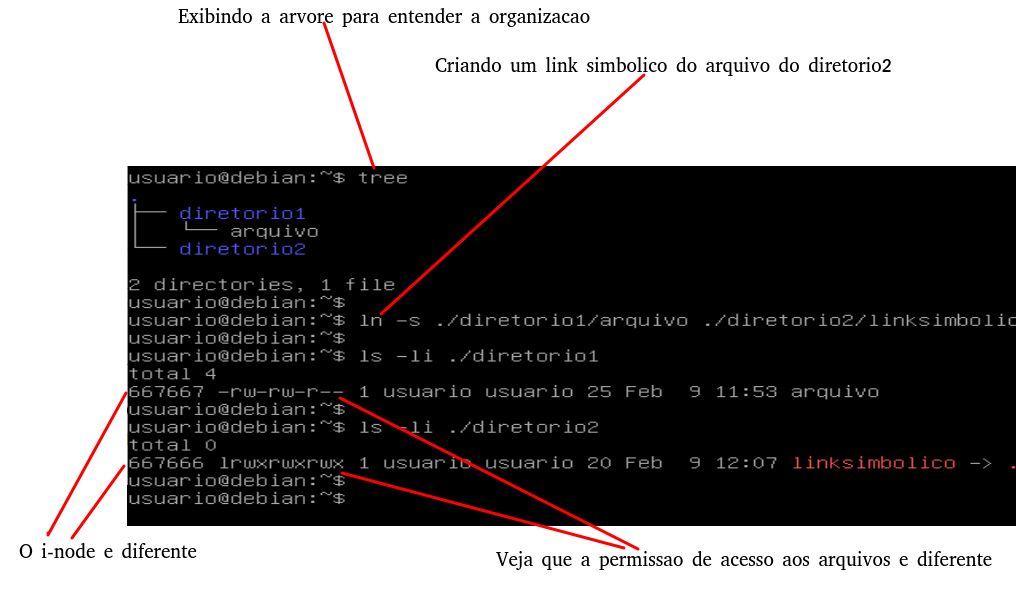 Exibindo a arvore para entender a organizacao
Criando um link simbolico do arquivo do diretorio2
usuario@debian:~$ tree
.
├── diretorio1
│   └── arquivo
└── diretorio2
2 directories, 1 file
usuario@debian:~$
usuario@debian:~$ ln -s ./diretorio1/arquivo ./diretorio2/linksimbolic
usuario@debian:~$
usuario@debian:~$ ls -li ./diretorio1
total 4
667667 -rw-rw-r-- 1 usuario usuario 25 Feb  9 11:53 arquivo
usuario@debian:~$
usuario@debian:~$ ls -li ./diretorio2
total 0
667666 lrwxrwxrwx 1 usuario usuario 20 Feb  9 12:07 linksimbolico -> .
usuario@debian:~$
usuario@debian:~$
O i-node e diferente
Veja que a permissao de acesso aos arquivos e diferente